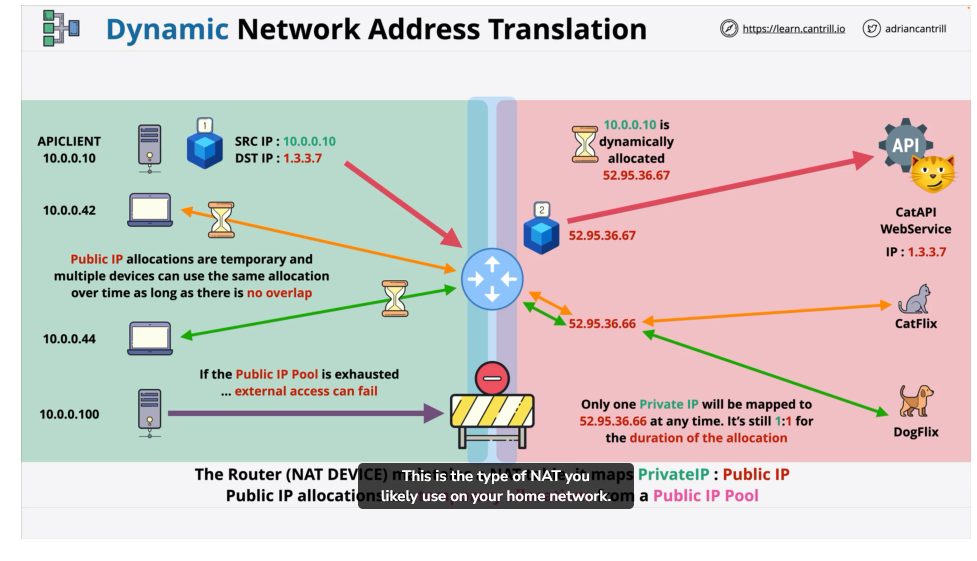 Dynamic Network Address Translation
https://learn.cantrill.io
adriancantrill
APICLIENT
10.0.0.10
1
SRC IP : 10.0.0.10
DST IP : 1.3.3.7
10.0.0.10 is
dynamically
allocated
52.95.36.67
API
10.0.0.42
2
52.95.36.67
CatAPI
WebService
IP : 1.3.3.7
Public IP allocations are temporary and
multiple devices can use the same allocation
over time as long as there is no overlap
52.95.36.66
CatFlix
10.0.0.44
If the Public IP Pool is exhausted
... external access can fail
10.0.0.100
Only one Private IP will be mapped to
52.95.36.66 at any time. It's still 1:1 for
the duration of the allocation
DogFlix
The Router (NAT DEVICE) maps PrivateIP : Public IP
Public IP allocations from a Public IP Pool
This is the type of NAT you
likely use on your home network.